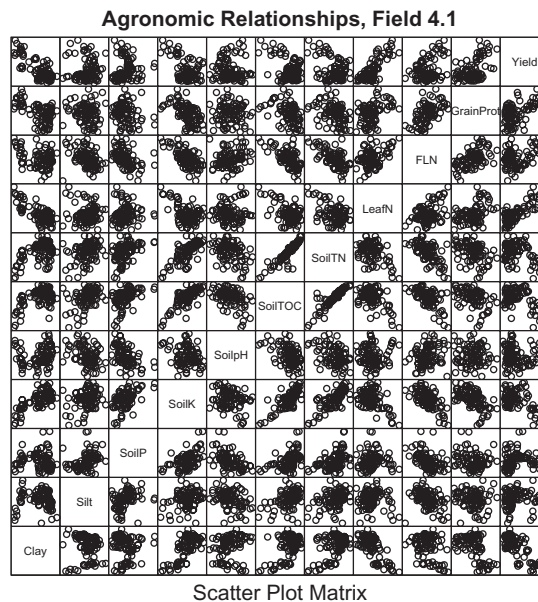 Agronomic Relationships, Field 4.1
Yield
GrainProt
FLN
LeafN
SoilTN
SoilTOC
SoilpH
SoilK
SoilP
Silt
Clay
Scatter Plot Matrix